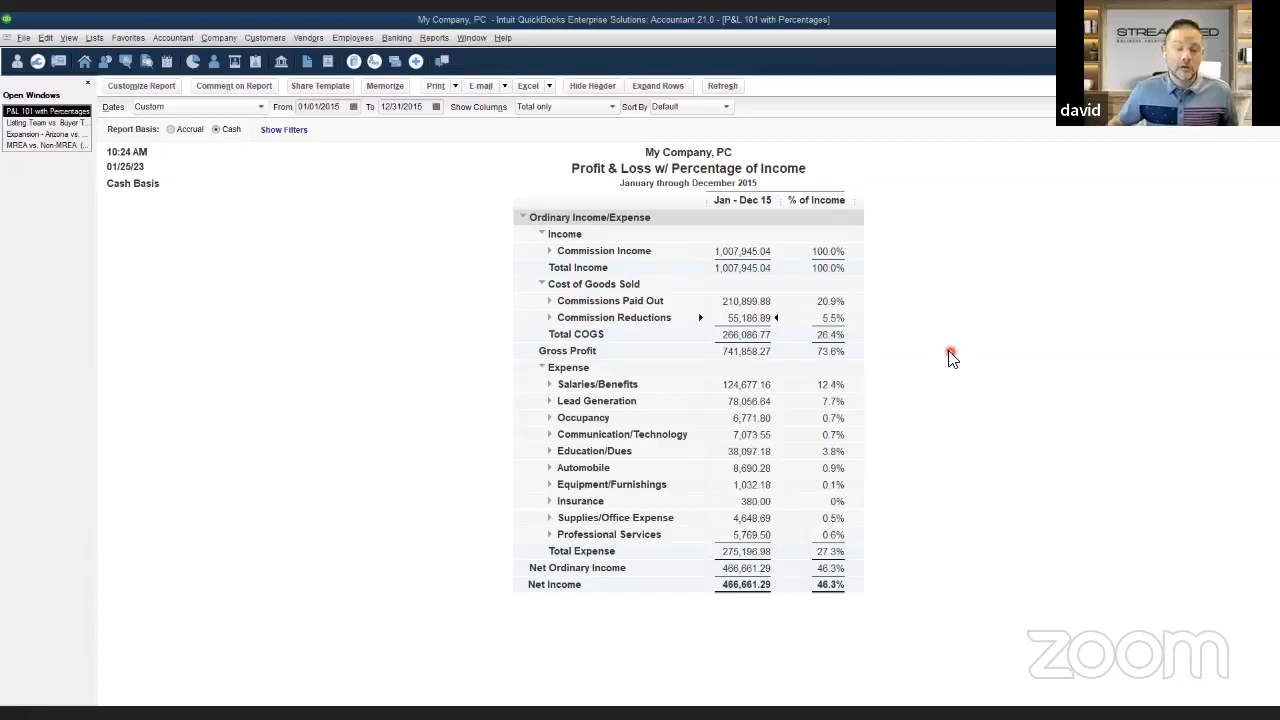 My Company, PC - Intuit QuickBooks Enterprise Solutions: Accountant 21.0 - [P&L 101 with Percentages]
File Edit View Lists Favorites Accountant Company Customers Vendors Employees Banking Reports Window Help
Open Windows
P&L 101 with Percentages
Listing Team vs. Buyer T...
Expansion - Arizona vs. ...
MREA vs. Non-MREA (...
Customize Report Comment on Report Share Template Memorize Print E-mail Excel Hide Header Expand Rows Refresh
Dates Custom From 01/01/2015 To 12/31/2015 Show Columns Total only Sort By Default
Report Basis: Accrual Cash Show Filters
david
10:24 AM
01/25/23
Cash Basis
My Company, PC
Profit & Loss w/ Percentage of Income
January through December 2015
Jan - Dec 15 % of Income
Ordinary Income/Expense
Income
Commission Income 1,007,945.04 100.0%
Total Income 1,007,945.04 100.0%
Cost of Goods Sold
Commissions Paid Out 210,899.88 20.9%
Commission Reductions 55,186.89 5.5%
Total COGS 266,086.77 26.4%
Gross Profit 741,858.27 73.6%
Expense
Salaries/Benefits 124,677.16 12.4%
Lead Generation 78,056.64 7.7%
Occupancy 6,771.80 0.7%
Communication/Technology 7,073.55 0.7%
Education/Dues 38,097.18 3.8%
Automobile 8,690.28 0.9%
Equipment/Furnishings 1,032.18 0.1%
Insurance 380.00 0%
Supplies/Office Expense 4,648.69 0.5%
Professional Services 5,769.50 0.6%
Total Expense 275,196.98 27.3%
Net Ordinary Income 466,661.29 46.3%
Net Income 466,661.29 46.3%
zoom